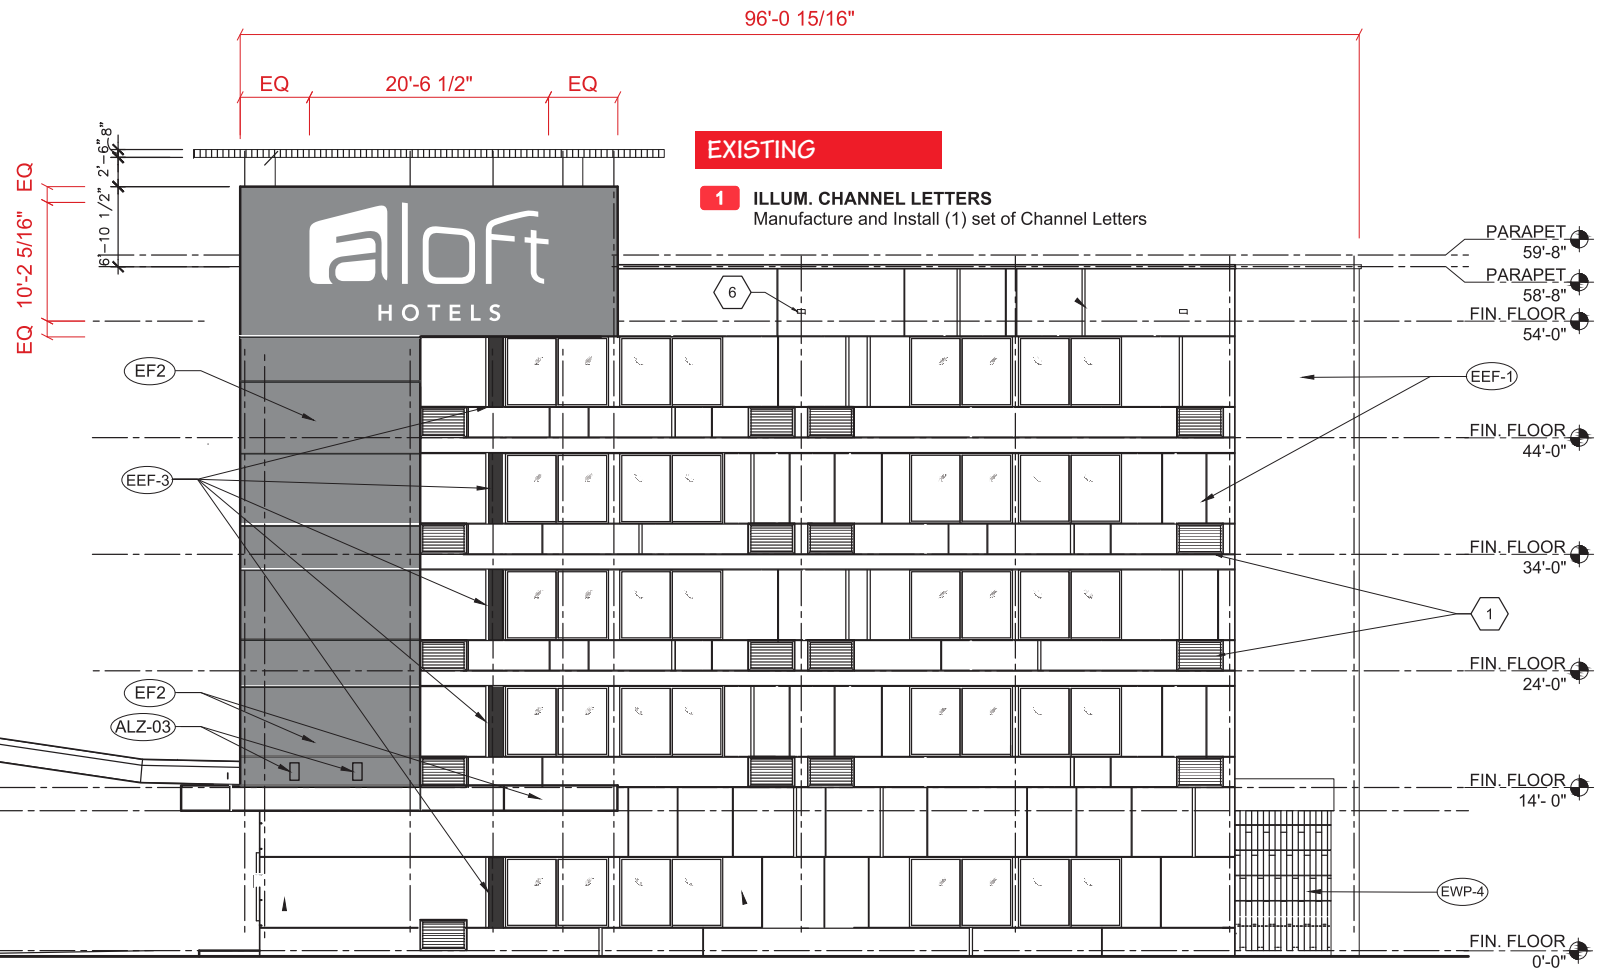 96'-0 15/16"
EQ
20'-6 1/2"
EQ
EXISTING
1 ILLUM. CHANNEL LETTERS
Manufacture and Install (1) set of Channel Letters
8"
2'-6"
6'-10 1/2"
EQ
10'-2 5/16"
EQ
aloft
HOTELS
6
PARAPET
59'-8"
PARAPET
58'-8"
FIN. FLOOR
54'-0"
EF2
EEF-1
FIN. FLOOR
44'-0"
EEF-3
FIN. FLOOR
34'-0"
1
FIN. FLOOR
24'-0"
EF2
ALZ-03
FIN. FLOOR
14'- 0"
EWP-4
FIN. FLOOR
0'-0"